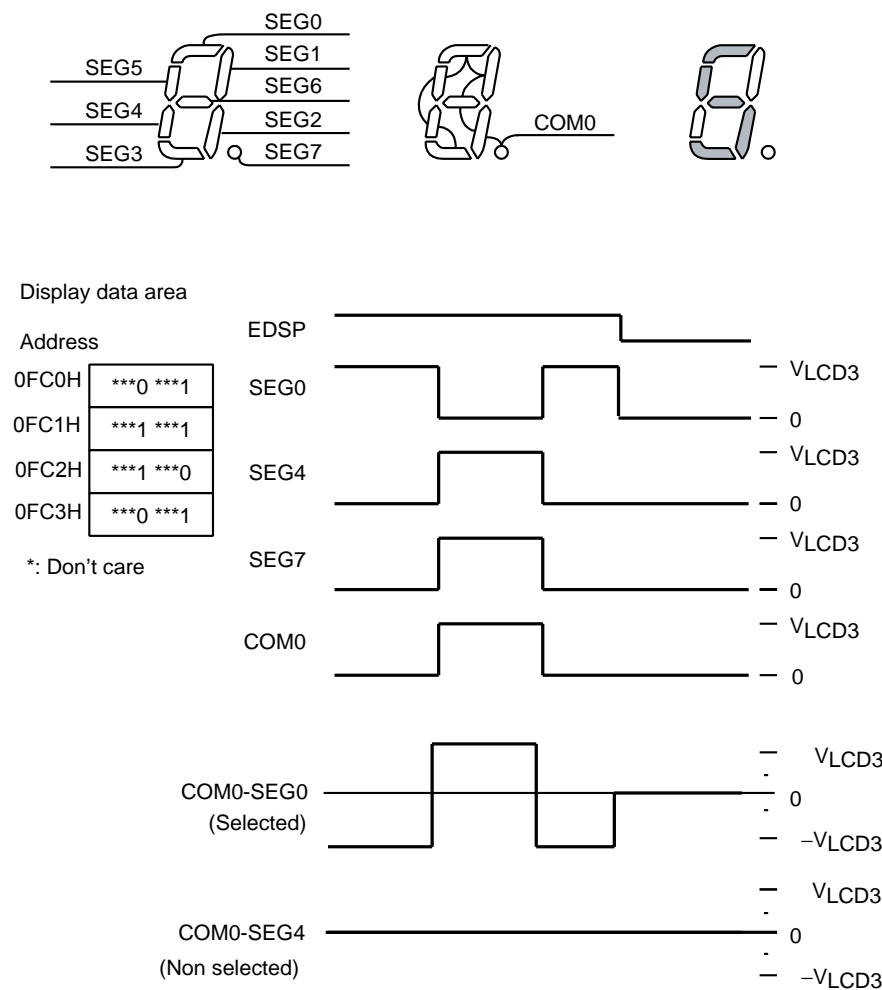 SEG0
SEG1
SEG5
SEG6
SEG4
SEG2
COM0
SEG3
SEG7
Display data area
EDSP
Address
0FC0H ***0 ***1
0FC1H ***1 ***1
0FC2H ***1 ***0
0FC3H ***0 ***1
*: Don't care
SEG0
VLCD3
0
SEG4
VLCD3
0
SEG7
VLCD3
0
COM0
VLCD3
0
COM0-SEG0
(Selected)
VLCD3
0
−VLCD3
COM0-SEG4
(Non selected)
VLCD3
0
−VLCD3